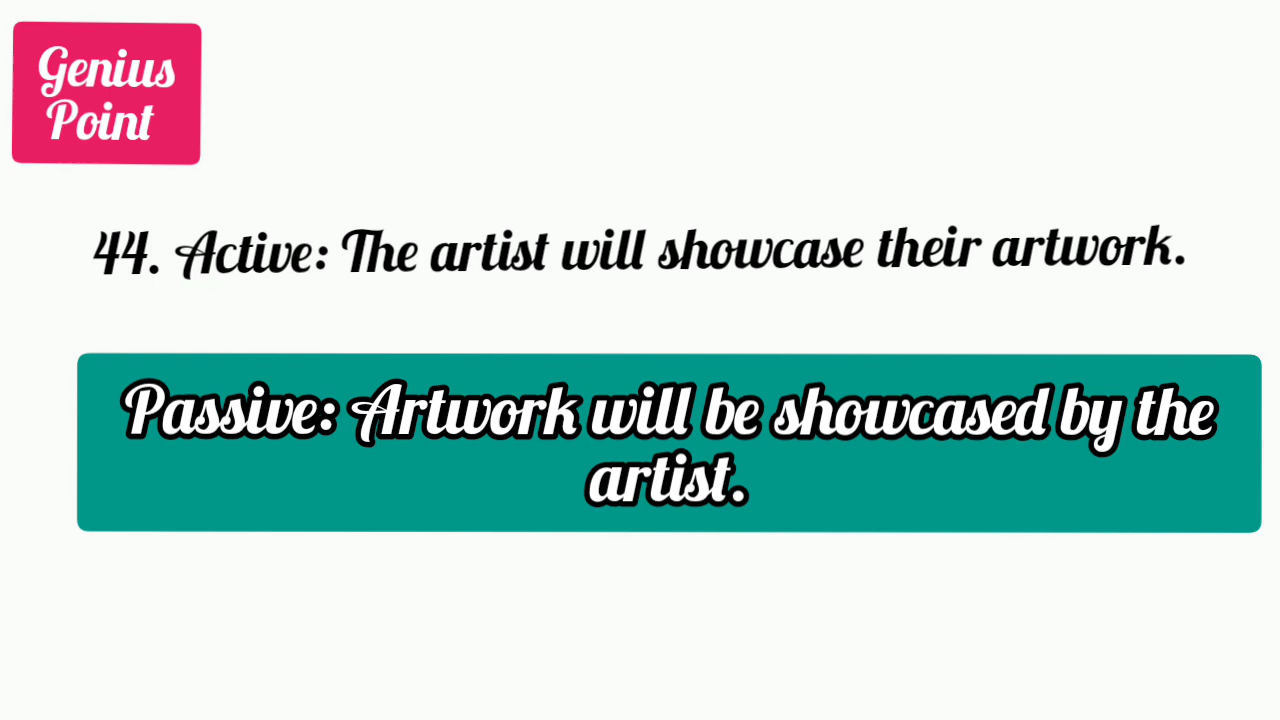 Genius
Point
44. Active: The artist will showcase their artwork.
Passive: Artwork will be showcased by the
artist.